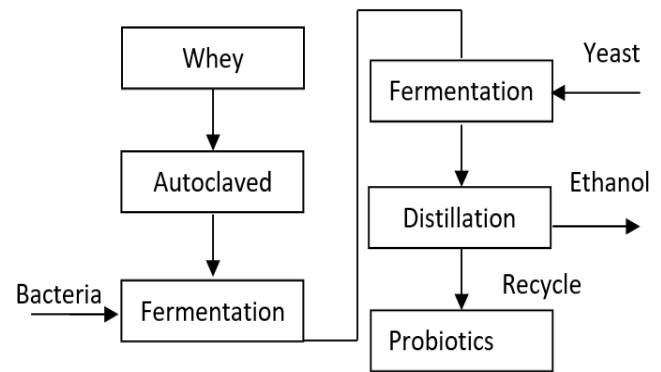 Whey
Autoclaved
Bacteria
Fermentation
Yeast
Fermentation
Ethanol
Distillation
Recycle
Probiotics